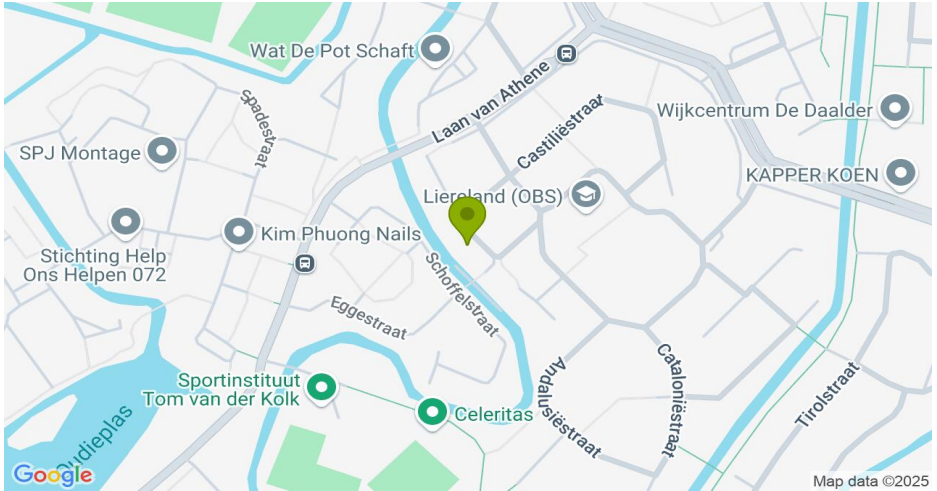 Wat De Pot Schaft
Laan van Athene
Spadestraat
Castiliëstraat
Wijkcentrum De Daalder
SPJ Montage
KAPPER KOEN
Liereland (OBS)
Kim Phuong Nails
Stichting Help
Ons Helpen 072
Schoffelstraat
Eggestraat
Andalusiëstraat
Cataloniëstraat
Tirolstraat
Sportinstituut
Tom van der Kolk
Celeritas
Oudieplas
Google
Map data ©2025